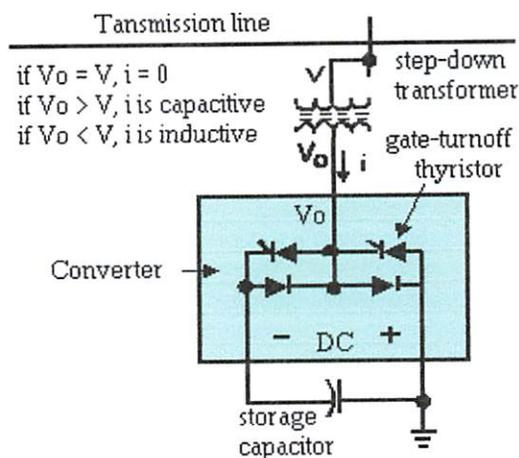 Tansmission line
if Vo = V, i = 0
if Vo > V, i is capacitive
if Vo < V, i is inductive
V
step-down
transformer
Vo
i
gate-turnoff
thyristor
Vo
Converter
- DC +
storage
capacitor